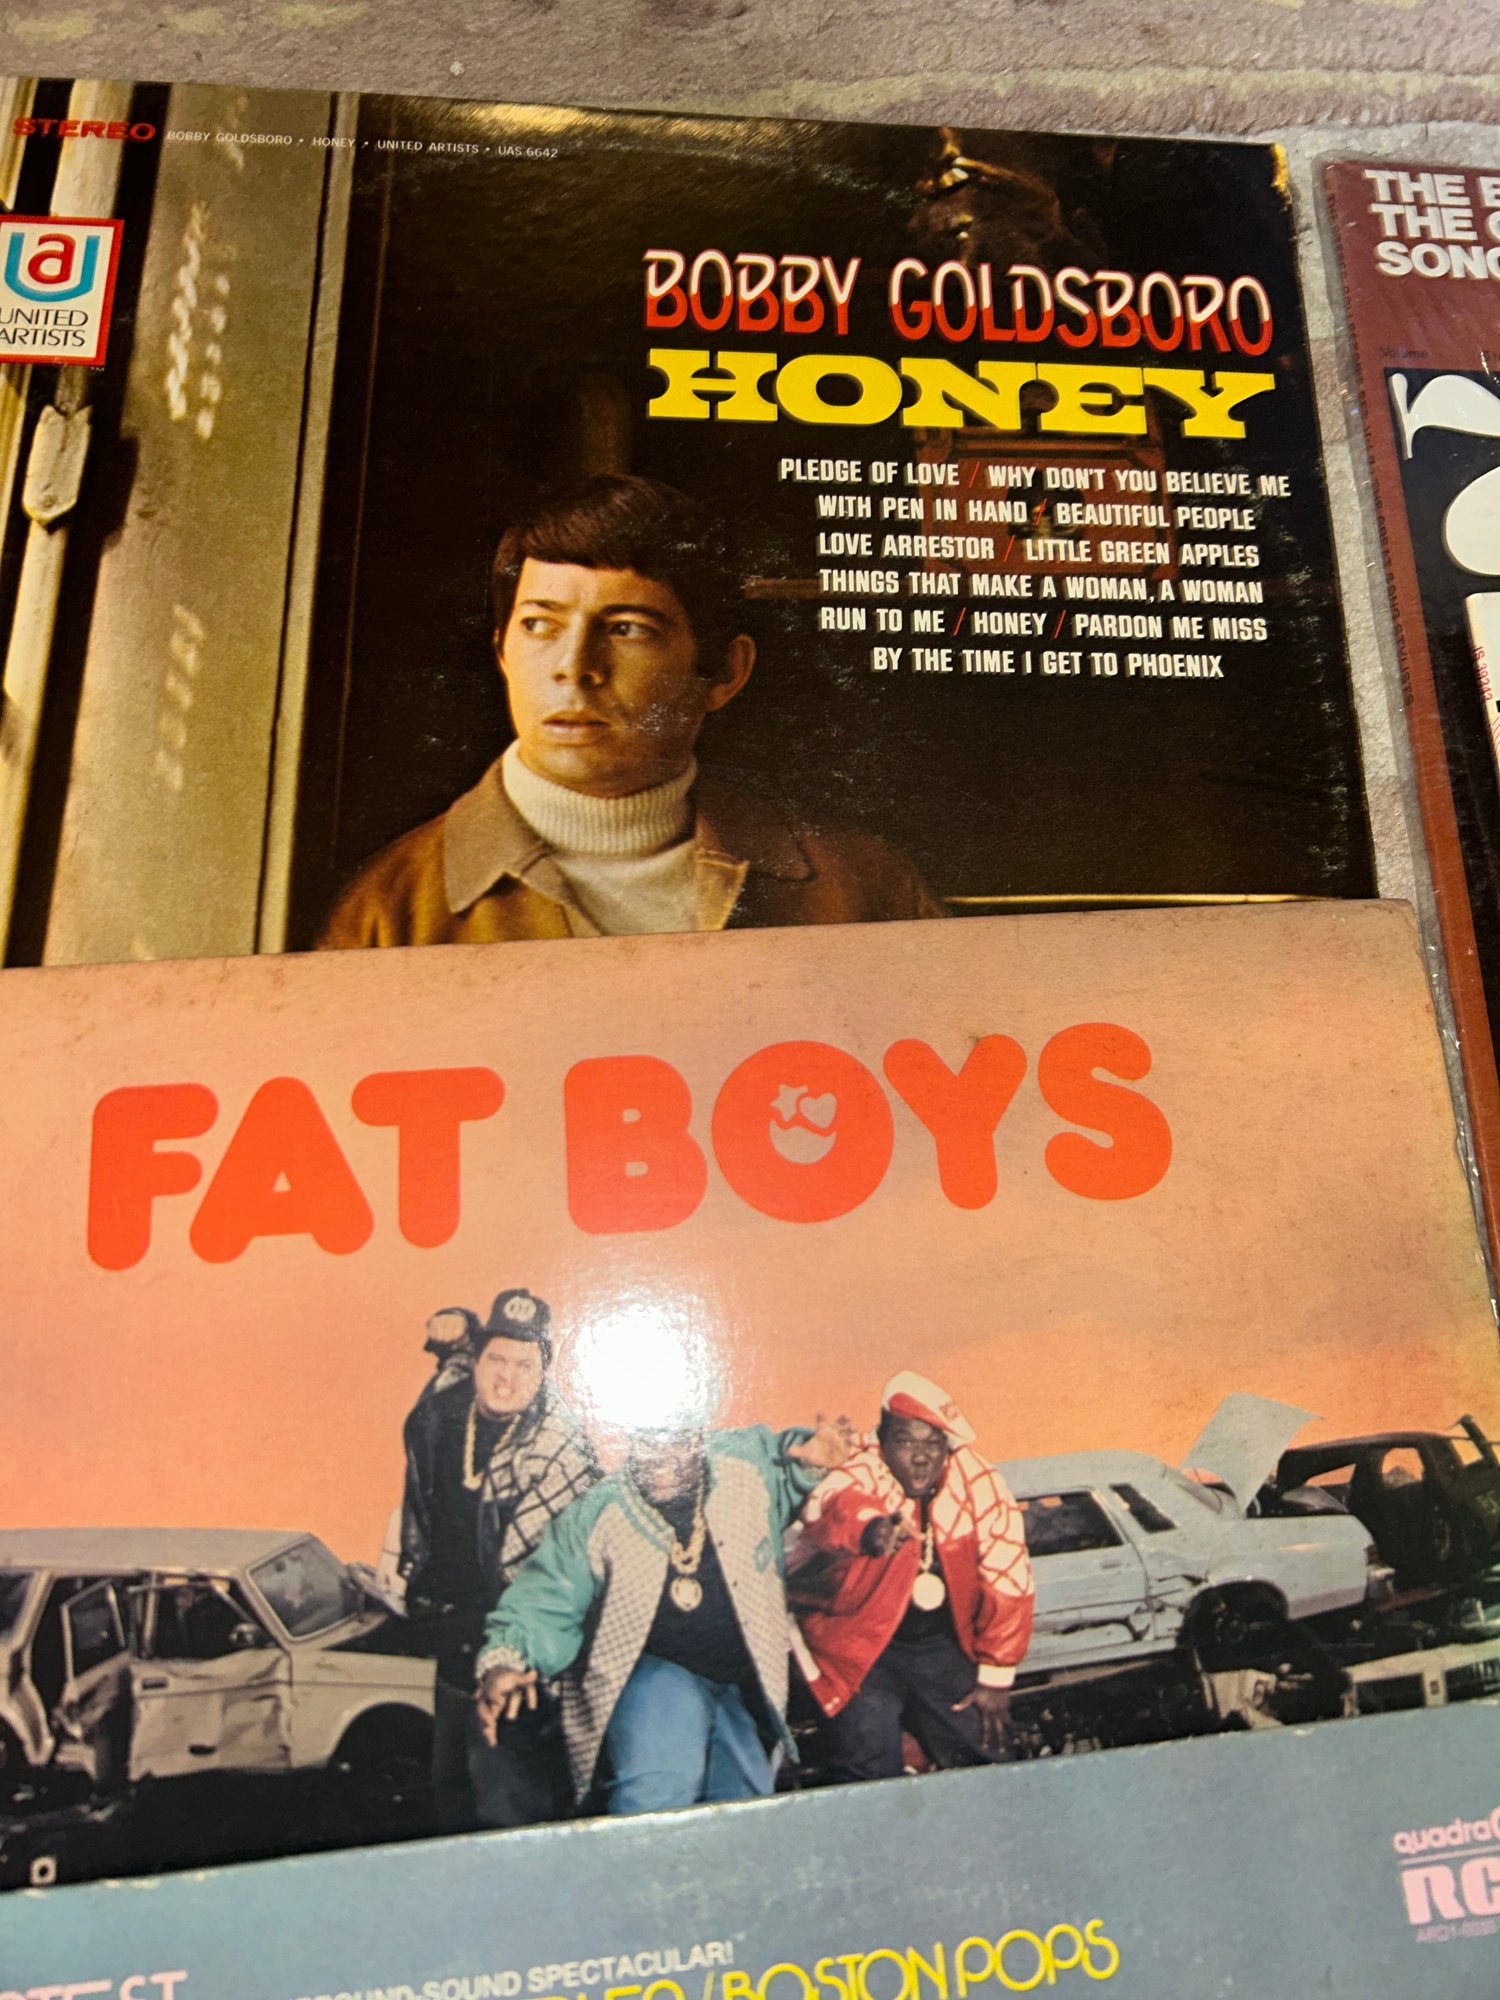 STEREO BOBBY GOLDSBORO • HONEY • UNITED ARTISTS • UAS 6642
ua
UNITED
ARTISTS
BOBBY GOLDSBORO
HONEY
PLEDGE OF LOVE / WHY DON'T YOU BELIEVE ME
WITH PEN IN HAND / BEAUTIFUL PEOPLE
LOVE ARRESTOR / LITTLE GREEN APPLES
THINGS THAT MAKE A WOMAN, A WOMAN
RUN TO ME / HONEY / PARDON ME MISS
BY THE TIME I GET TO PHOENIX
THE
THE
SONG
Volume
FAT BOYS
quadra
RC
SOUND SPECTACULAR!
/ BOSTON POPS